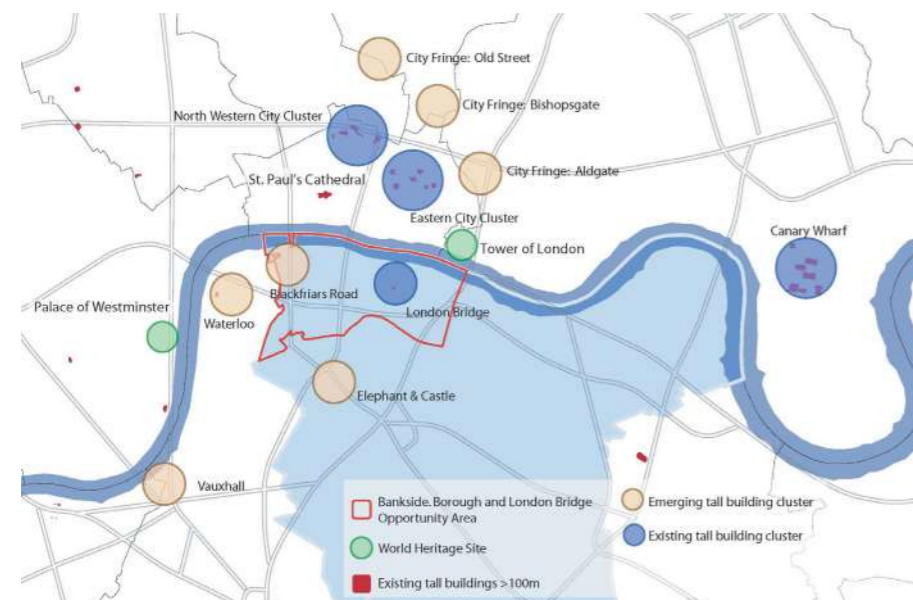 City Fringe: Old Street
City Fringe: Bishopsgate
North Western City Cluster
City Fringe: Aldgate
St. Paul's Cathedral
Eastern City Cluster
Tower of London
Canary Wharf
Blackfriars Road
London Bridge
Palace of Westminster
Waterloo
Elephant & Castle
Vauxhall
Bankside. Borough and London Bridge
Opportunity Area
World Heritage Site
Existing tall buildings >100m
Emerging tall building cluster
Existing tall building cluster